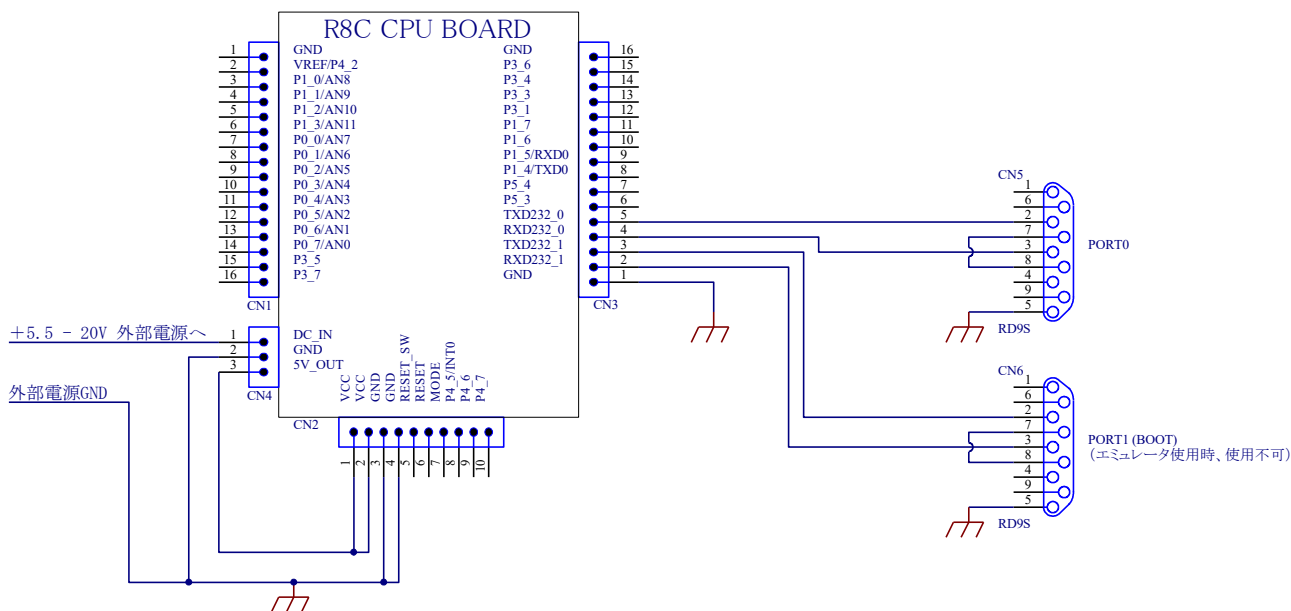 R8C CPU BOARD
1 GND
2 VREF/P4_2
3 P1_0/AN8
4 P1_1/AN9
5 P1_2/AN10
6 P1_3/AN11
7 P0_0/AN7
8 P0_1/AN6
9 P0_2/AN5
10 P0_3/AN4
11 P0_4/AN3
12 P0_5/AN2
13 P0_6/AN1
14 P0_7/AN0
15 P3_5
16 P3_7
CN1
GND 16
P3_6 15
P3_4 14
P3_3 13
P3_1 12
P1_7 11
P1_6 10
P1_5/RXD0 9
P1_4/TXD0 8
P5_4 7
P5_3 6
TXD232_0 5
RXD232_0 4
TXD232_1 3
RXD232_1 2
GND 1
CN3
+5.5 - 20V 外部電源へ
外部電源GND
1 DC_IN
2 GND
3 5V_OUT
CN4
VCC
VCC
GND
GND
RESET_SW
RESET
MODE
P4_5/INT0
P4_6
P4_7
CN2
1
2
3
4
5
6
7
8
9
10
CN5
1
6
2
7
3
8
4
9
5
PORT0
RD9S
CN6
1
6
2
7
3
8
4
9
5
PORT1 (BOOT)
(エミュレータ使用時、使用不可)
RD9S